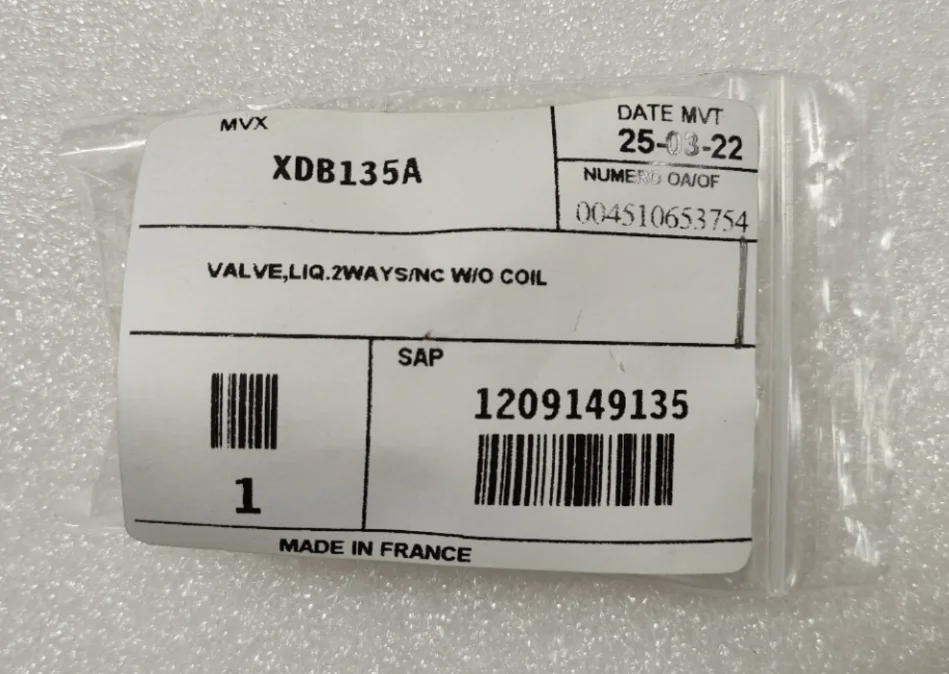 MVX
XDB135A
DATE MVT
25-03-22
NUMERO OA/OF
004510653754
VALVE,LIQ.2WAYS/NC W/O COIL
1
SAP
1209149135
MADE IN FRANCE